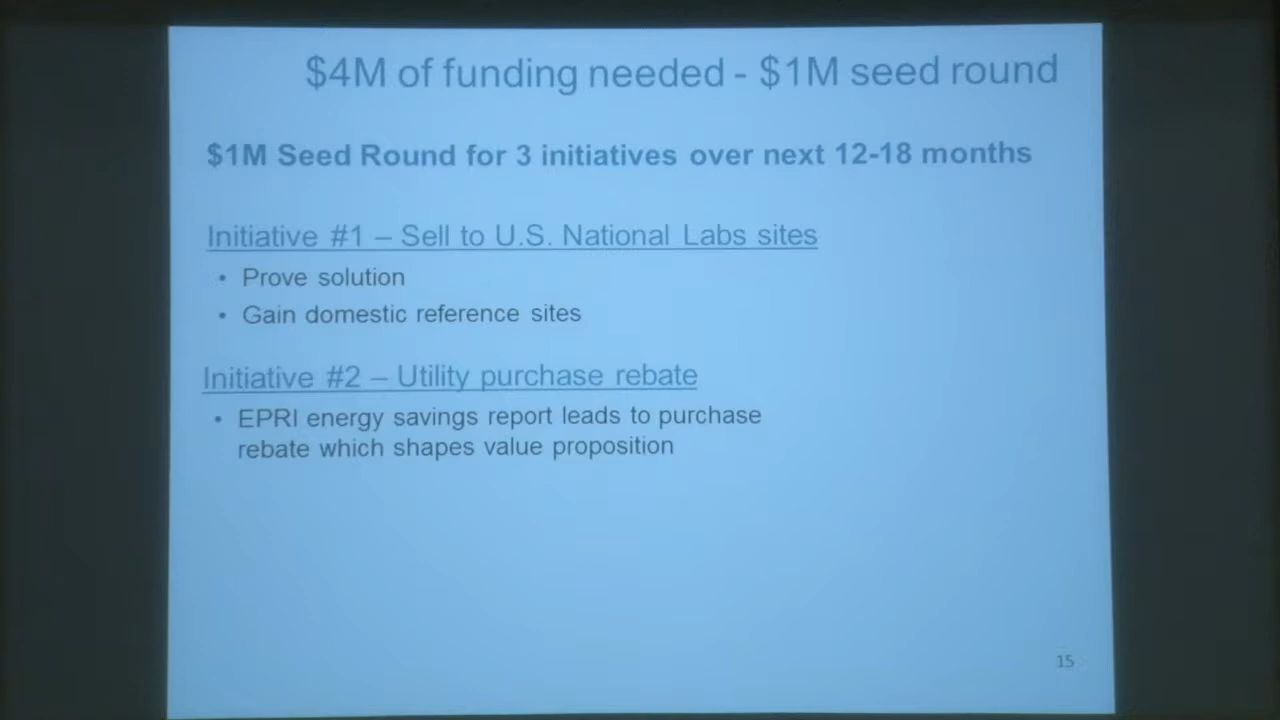 $4M of funding needed - $1M seed round
$1M Seed Round for 3 initiatives over next 12-18 months
Initiative #1 – Sell to U.S. National Labs sites
• Prove solution
• Gain domestic reference sites
Initiative #2 – Utility purchase rebate
• EPRI energy savings report leads to purchase
rebate which shapes value proposition
15